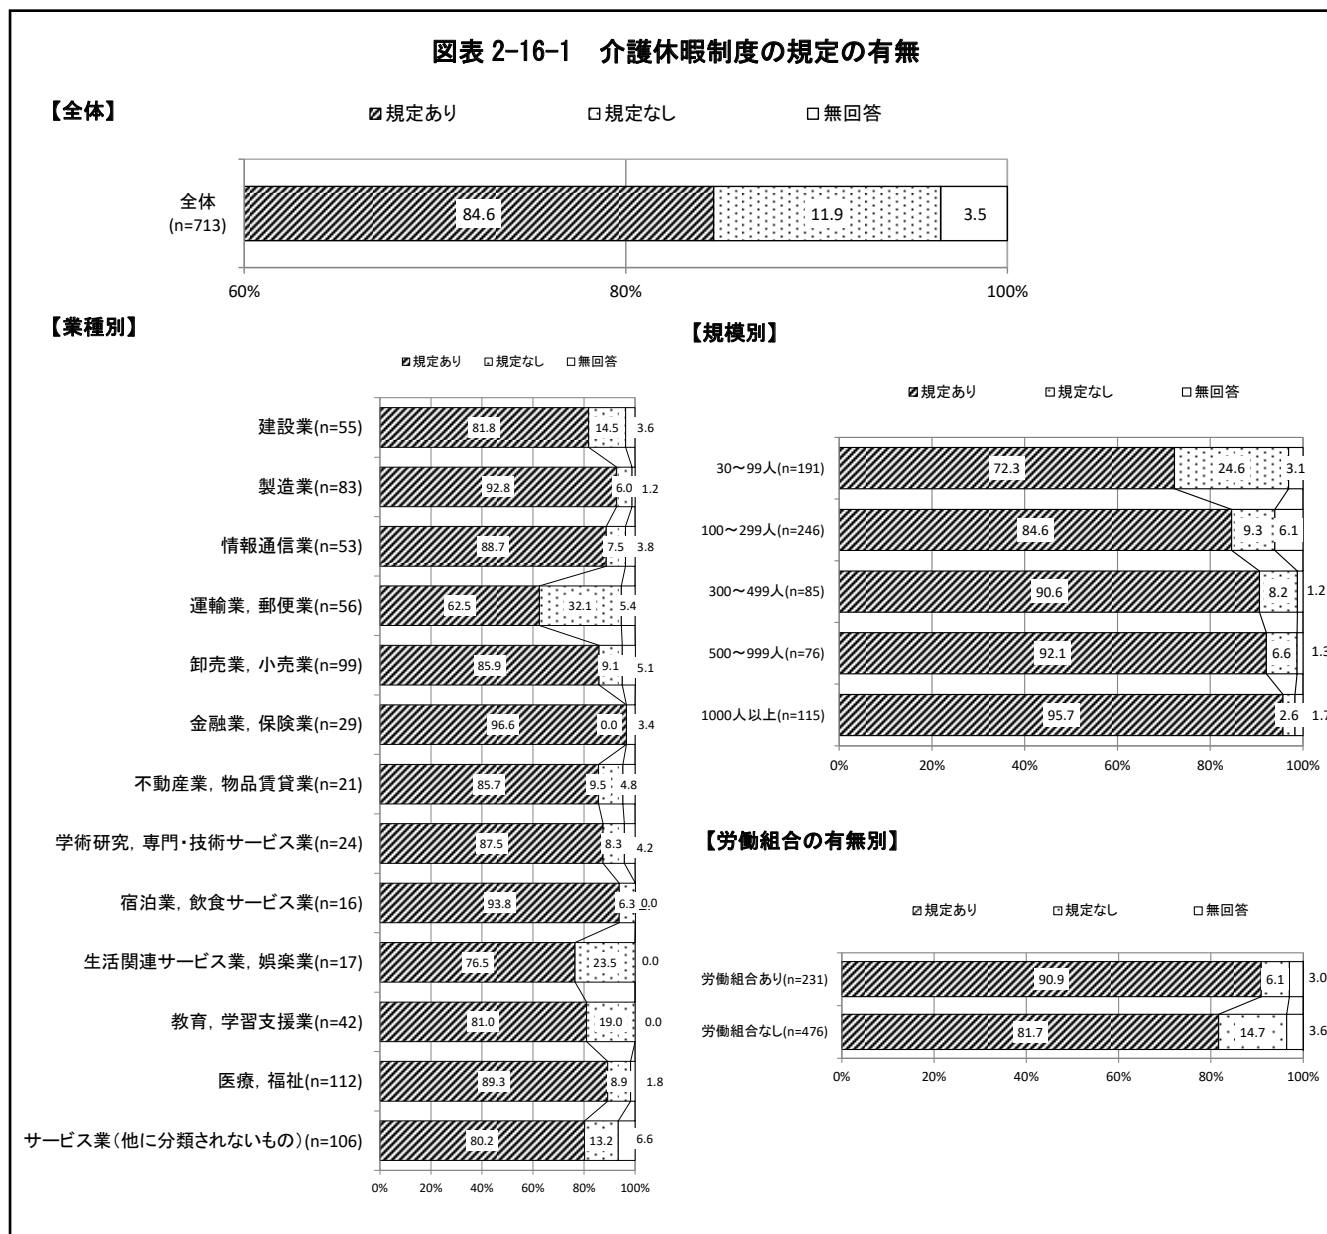 図表 2-16-1　介護休暇制度の規定の有無
【全体】
規定あり 規定なし 無回答
全体
(n=713)
84.6 11.9 3.5
60% 80% 100%
【業種別】
規定あり 規定なし 無回答
建設業(n=55) 81.8 14.5 3.6
製造業(n=83) 92.8 6.0 1.2
情報通信業(n=53) 88.7 7.5 3.8
運輸業，郵便業(n=56) 62.5 32.1 5.4
卸売業，小売業(n=99) 85.9 9.1 5.1
金融業，保険業(n=29) 96.6 0.0 3.4
不動産業，物品賃貸業(n=21) 85.7 9.5 4.8
学術研究，専門・技術サービス業(n=24) 87.5 8.3 4.2
宿泊業，飲食サービス業(n=16) 93.8 6.3 0.0
生活関連サービス業，娯楽業(n=17) 76.5 23.5 0.0
教育，学習支援業(n=42) 81.0 19.0 0.0
医療，福祉(n=112) 89.3 8.9 1.8
サービス業（他に分類されないもの）(n=106) 80.2 13.2 6.6
0% 20% 40% 60% 80% 100%
【規模別】
規定あり 規定なし 無回答
30～99人(n=191) 72.3 24.6 3.1
100～299人(n=246) 84.6 9.3 6.1
300～499人(n=85) 90.6 8.2 1.2
500～999人(n=76) 92.1 6.6 1.3
1000人以上(n=115) 95.7 2.6 1.7
0% 20% 40% 60% 80% 100%
【労働組合の有無別】
規定あり 規定なし 無回答
労働組合あり(n=231) 90.9 6.1 3.0
労働組合なし(n=476) 81.7 14.7 3.6
0% 20% 40% 60% 80% 100%